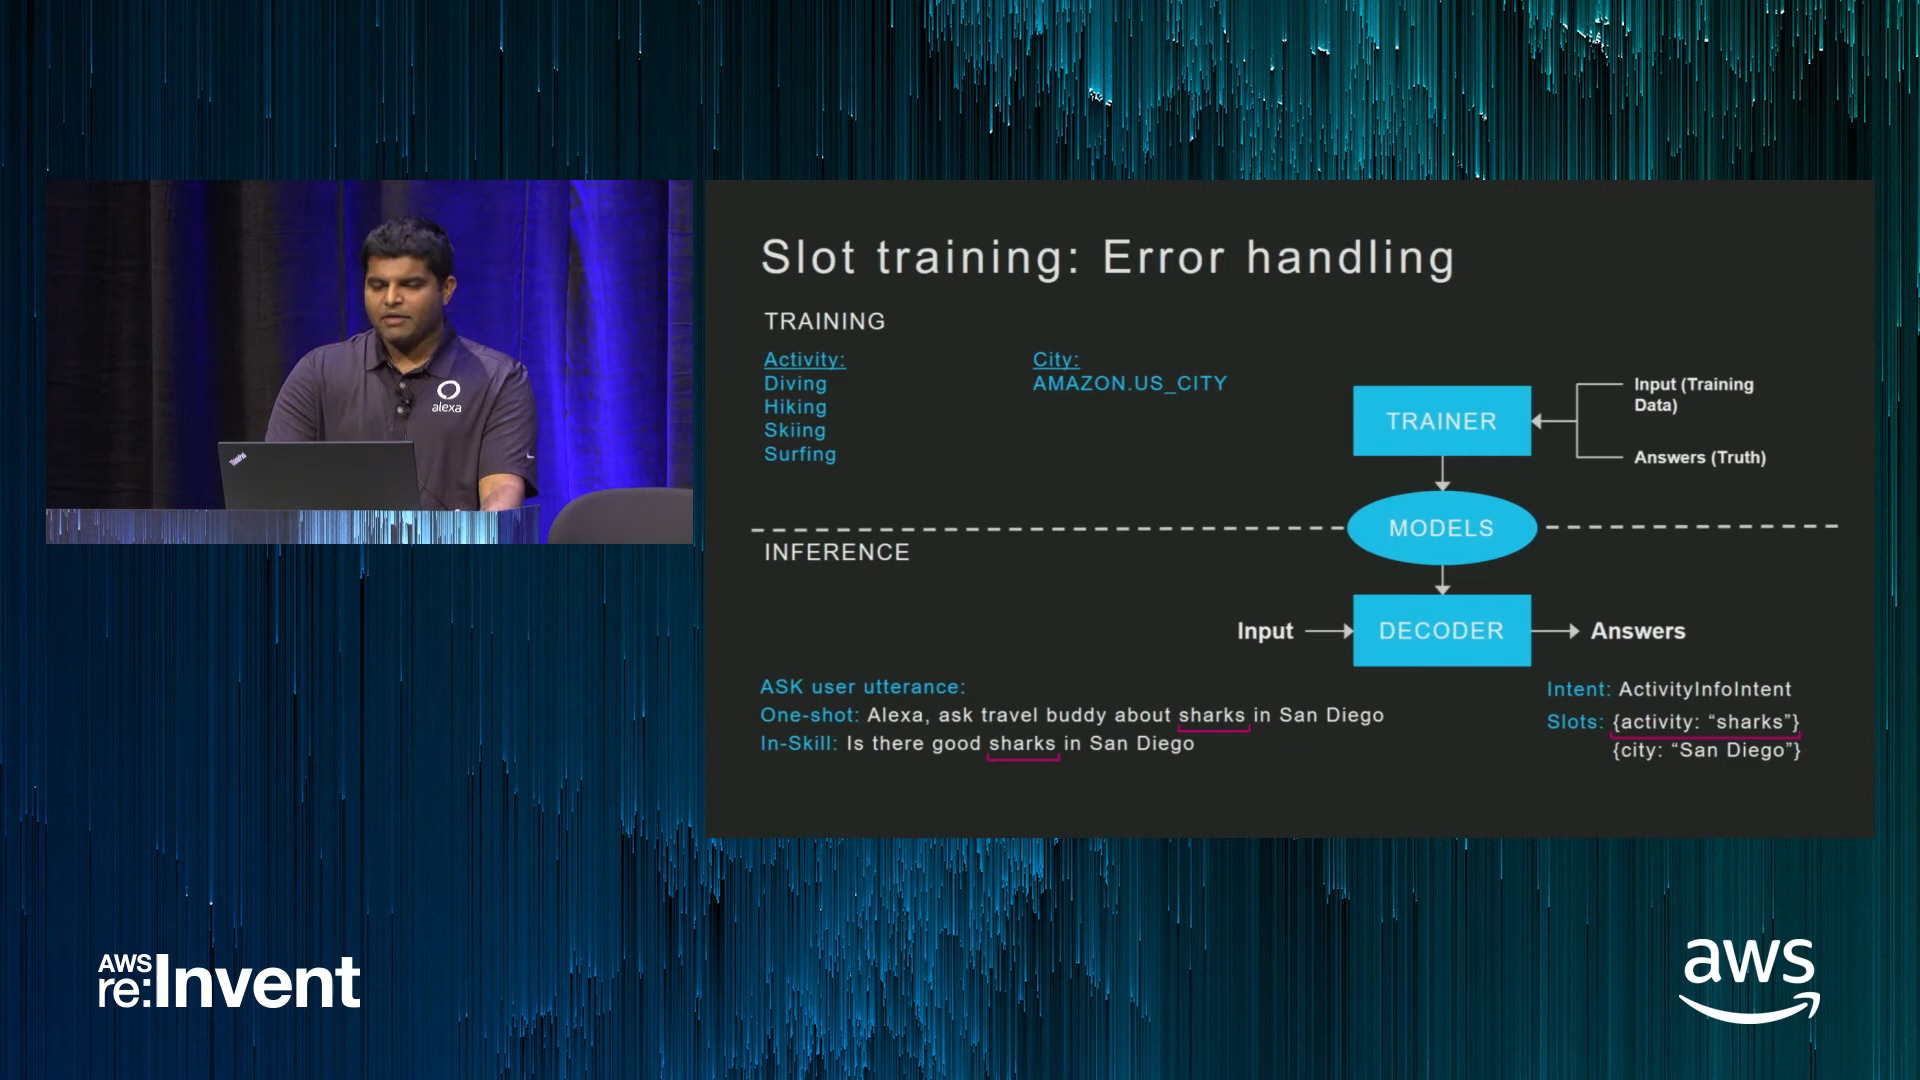 Slot training: Error handling
TRAINING
Activity:
Diving
Hiking
Skiing
Surfing
City:
AMAZON.US_CITY
TRAINER
Input (Training
Data)
Answers (Truth)
MODELS
INFERENCE
Input
DECODER
Answers
ASK user utterance:
One-shot: Alexa, ask travel buddy about sharks in San Diego
In-Skill: Is there good sharks in San Diego
Intent: ActivityInfoIntent
Slots: {activity: “sharks”}
{city: “San Diego”}
alexa
ThinkPad
AWS
re:Invent
aws